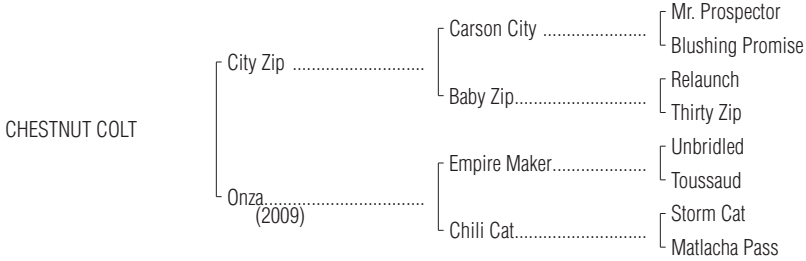 Mr. Prospector
Carson City ......................
Blushing Promise
City Zip ............................
Relaunch
Baby Zip............................
Thirty Zip
CHESTNUT COLT
Unbridled
Empire Maker....................
Toussaud
Onza..................................
(2009)
Storm Cat
Chili Cat............................
Matlacha Pass